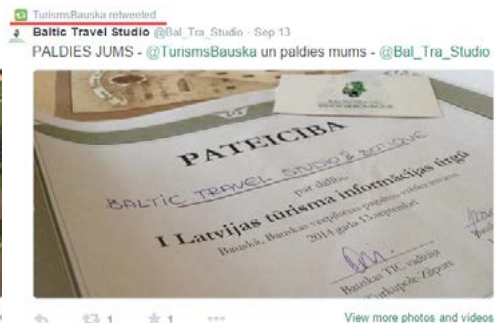 TurismsBauska retweeted
Baltic Travel Studio @Bal_Tra_Studio · Sep 13
PALDIES JUMS - @TurismsBauska un paldies mums - @Bal_Tra_Studio
PATEICĪBA
BALTIC TRAVEL STUDIO & BOTIQUE
par dalību
I Latvijas tūrisma informācijas tirgū
Bauskā, Bauskas
2014.gada 13.septembrī
Bauskas TIC vadītāja
1
1
View more photos and videos